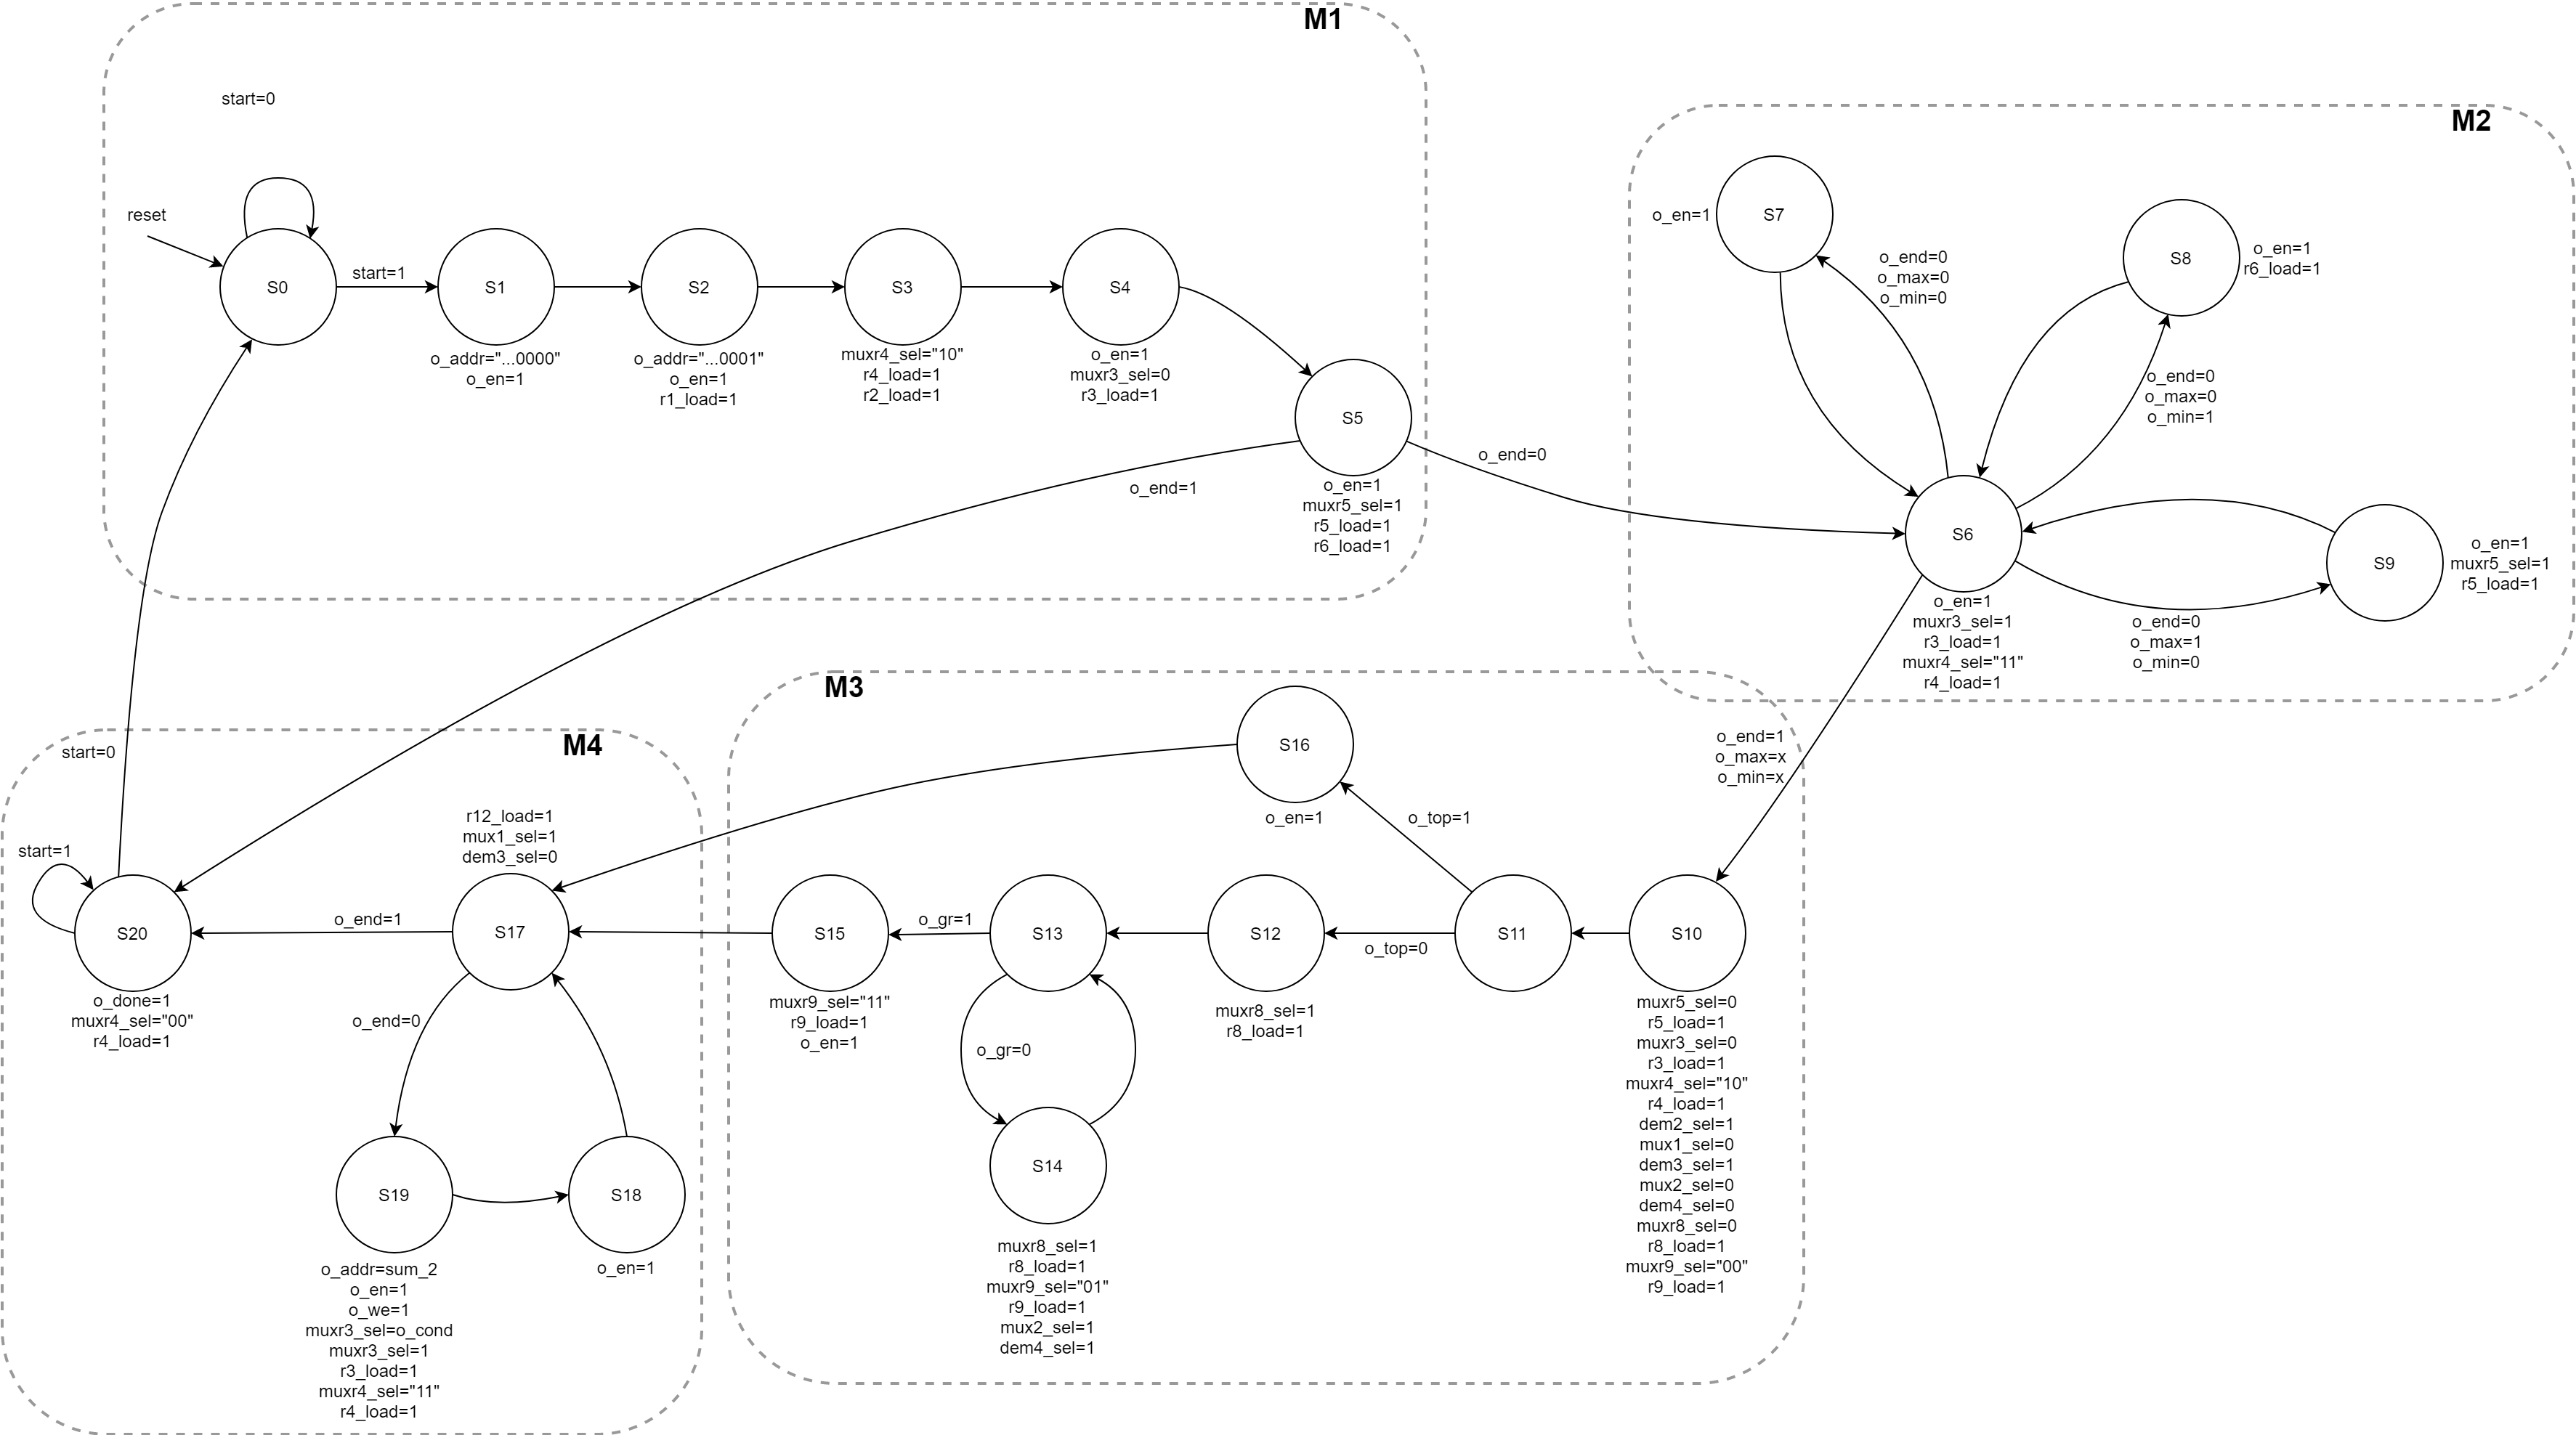 M1
start=0
reset
S0
start=1
S1
o_addr="...0000"
o_en=1
S2
o_addr="...0001"
o_en=1
r1_load=1
S3
muxr4_sel="10"
r4_load=1
r2_load=1
S4
o_en=1
muxr3_sel=0
r3_load=1
S5
o_en=1
muxr5_sel=1
r5_load=1
r6_load=1
o_end=1
o_end=0
M2
S7
o_en=1
o_end=0
o_max=0
o_min=0
S8
o_en=1
r6_load=1
o_end=0
o_max=0
o_min=1
S6
o_en=1
muxr3_sel=1
r3_load=1
muxr4_sel="11"
r4_load=1
S9
o_en=1
muxr5_sel=1
r5_load=1
o_end=0
o_max=1
o_min=0
o_end=1
o_max=x
o_min=x
M3
S16
o_en=1
o_top=1
S10
muxr5_sel=0
r5_load=1
muxr3_sel=0
r3_load=1
muxr4_sel="10"
r4_load=1
dem2_sel=1
mux1_sel=0
dem3_sel=1
mux2_sel=0
dem4_sel=0
muxr8_sel=0
r8_load=1
muxr9_sel="00"
r9_load=1
S11
o_top=0
S12
muxr8_sel=1
r8_load=1
S13
o_gr=1
o_gr=0
S14
muxr8_sel=1
r8_load=1
muxr9_sel="01"
r9_load=1
mux2_sel=1
dem4_sel=1
S15
muxr9_sel="11"
r9_load=1
o_en=1
M4
start=0
start=1
S20
o_done=1
muxr4_sel="00"
r4_load=1
o_end=1
r12_load=1
mux1_sel=1
dem3_sel=0
S17
o_end=0
S19
o_addr=sum_2
o_en=1
o_we=1
muxr3_sel=o_cond
muxr3_sel=1
r3_load=1
muxr4_sel="11"
r4_load=1
S18
o_en=1